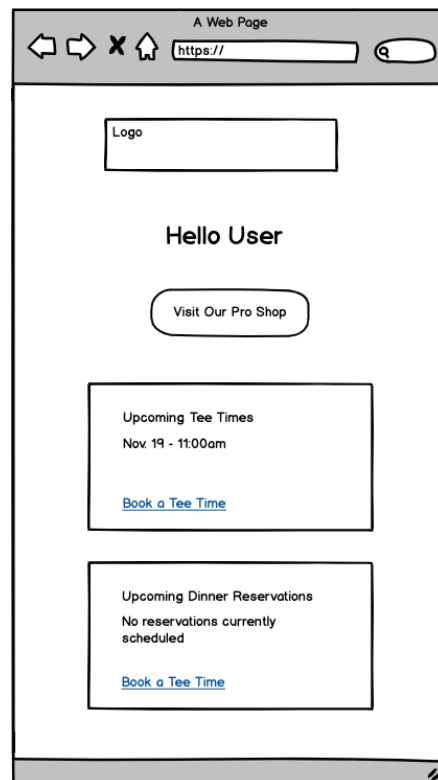 A Web Page
https://
Logo
Hello User
Visit Our Pro Shop
Upcoming Tee Times
Nov. 19 - 11:00am
Book a Tee Time
Upcoming Dinner Reservations
No reservations currently
scheduled
Book a Tee Time